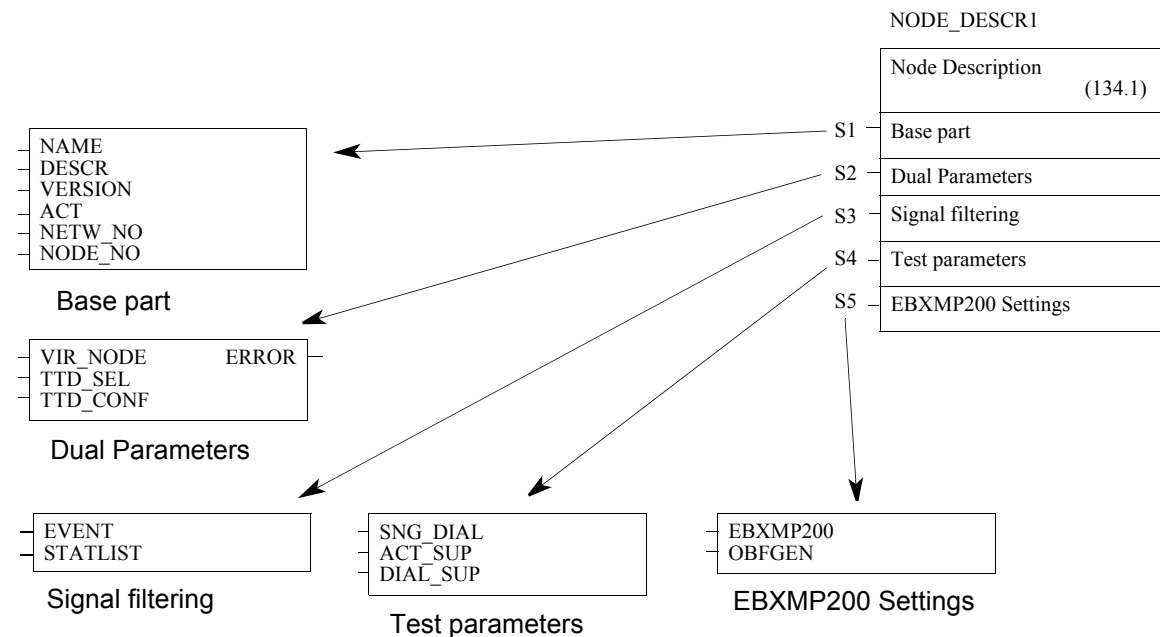 NODE_DESCR1
Node Description
(134.1)
S1 Base part
S2 Dual Parameters
S3 Signal filtering
S4 Test parameters
S5 EBXMP200 Settings
NAME
DESCR
VERSION
ACT
NETW_NO
NODE_NO
Base part
VIR_NODE ERROR
TTD_SEL
TTD_CONF
Dual Parameters
EVENT
STATLIST
Signal filtering
SNG_DIAL
ACT_SUP
DIAL_SUP
Test parameters
EBXMP200
OBFGEN
EBXMP200 Settings